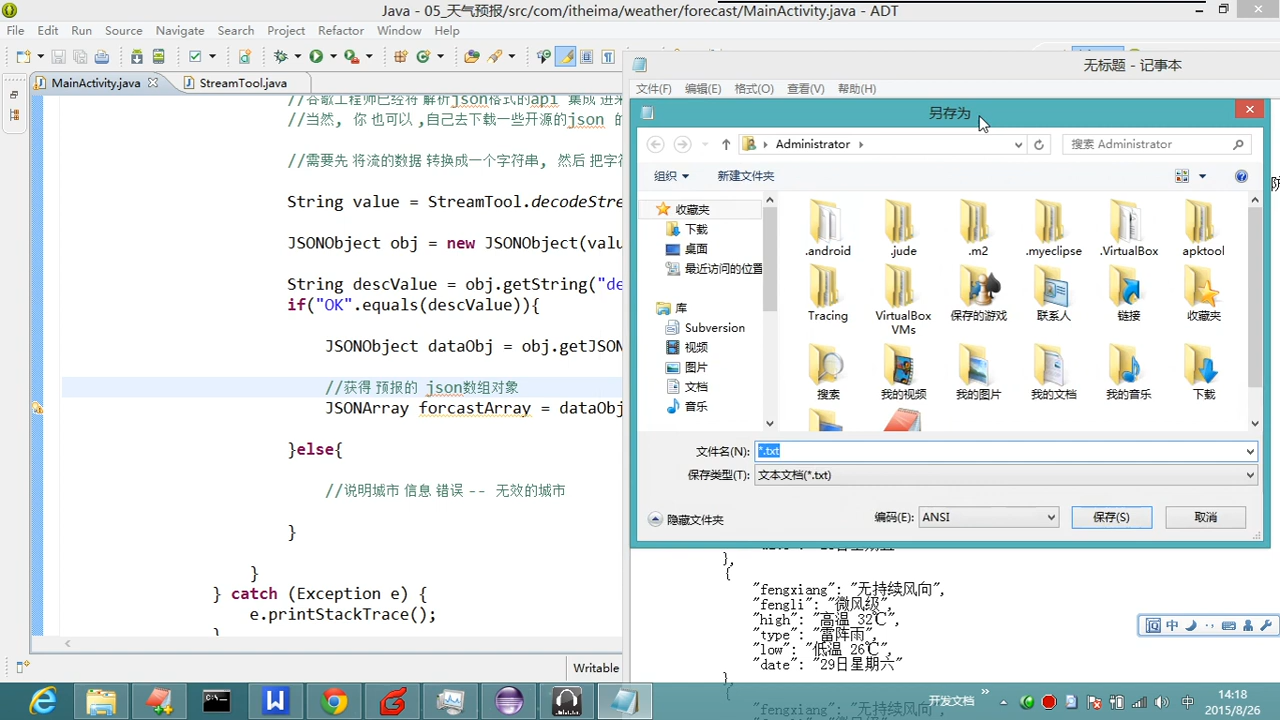 Java - 05_天气预报/src/com/itheima/weather/forecast/MainActivity.java - ADT
File Edit Run Source Navigate Search Project Refactor Window Help
MainActivity.java
StreamTool.java
//谷歌工程师已经 将 解析json格式的api 集成 进来
//当然, 你 也可以 ,自己去下载一些开源的json 的
//需要先 将流的数据 转换成一个字符串, 然后 把字符
String value = StreamTool.decodeStre
JSONObject obj = new JSONObject(valu
String descValue = obj.getString("de
if("OK".equals(descValue)){
JSONObject dataObj = obj.getJSON
//获得 预报的 json数组对象
JSONArray forcastArray = dataObj
}else{
//说明城市 信息 错误 -- 无效的城市
}
}
} catch (Exception e) {
e.printStackTrace();
}
Writable
无标题 - 记事本
文件(F) 编辑(E) 格式(O) 查看(V) 帮助(H)
另存为
Administrator
搜索 Administrator
组织
新建文件夹
收藏夹
下载
桌面
最近访问的位置
库
Subversion
视频
图片
文档
音乐
.android .jude .m2 .myeclipse .VirtualBox apktool
Tracing VirtualBox VMs 保存的游戏 联系人 链接 收藏夹
搜索 我的视频 我的图片 我的文档 我的音乐 下载
文件名(N): *.txt
保存类型(T): 文本文档(*.txt)
隐藏文件夹
编码(E): ANSI
保存(S)
取消
},
{
"fengxiang": "无持续风向",
"fengli": "微风级",
"high": "高温 32℃",
"type": "雷阵雨",
"low": "低温 26℃",
"date": "29日星期六"
},
{
"fengxiang": "无持续风向",
中
开发文档
中
14:18
2015/8/26